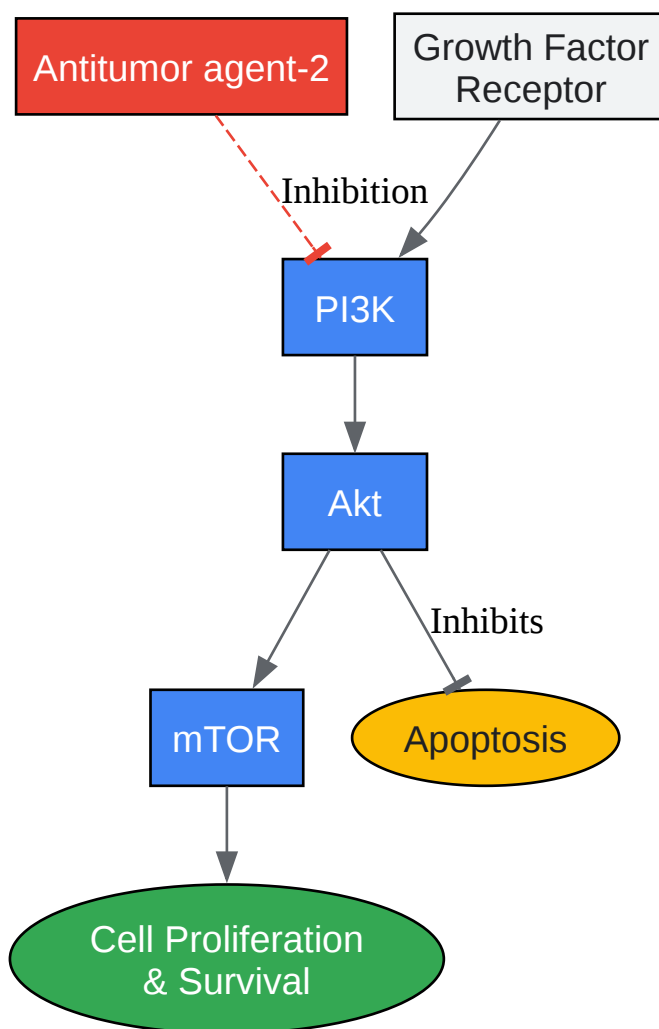 Antitumor agent-2
Growth Factor
Receptor
Inhibition
PI3K
Akt
Inhibits
mTOR
Apoptosis
Cell Proliferation
& Survival